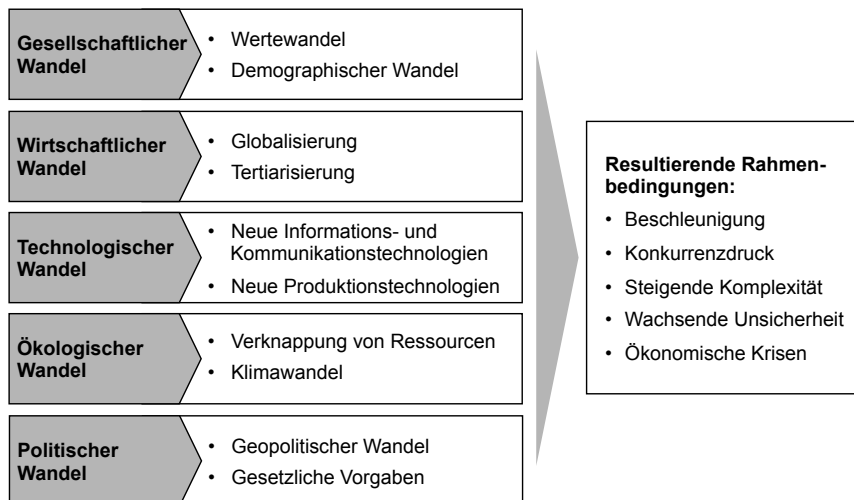 Gesellschaftlicher
Wandel
• Wertewandel
• Demographischer Wandel
Wirtschaftlicher
Wandel
• Globalisierung
• Tertiarisierung
Technologischer
Wandel
• Neue Informations- und
Kommunikationstechnologien
• Neue Produktionstechnologien
Ökologischer
Wandel
• Verknappung von Ressourcen
• Klimawandel
Politischer
Wandel
• Geopolitischer Wandel
• Gesetzliche Vorgaben
Resultierende Rahmen-
bedingungen:
• Beschleunigung
• Konkurrenzdruck
• Steigende Komplexität
• Wachsende Unsicherheit
• Ökonomische Krisen